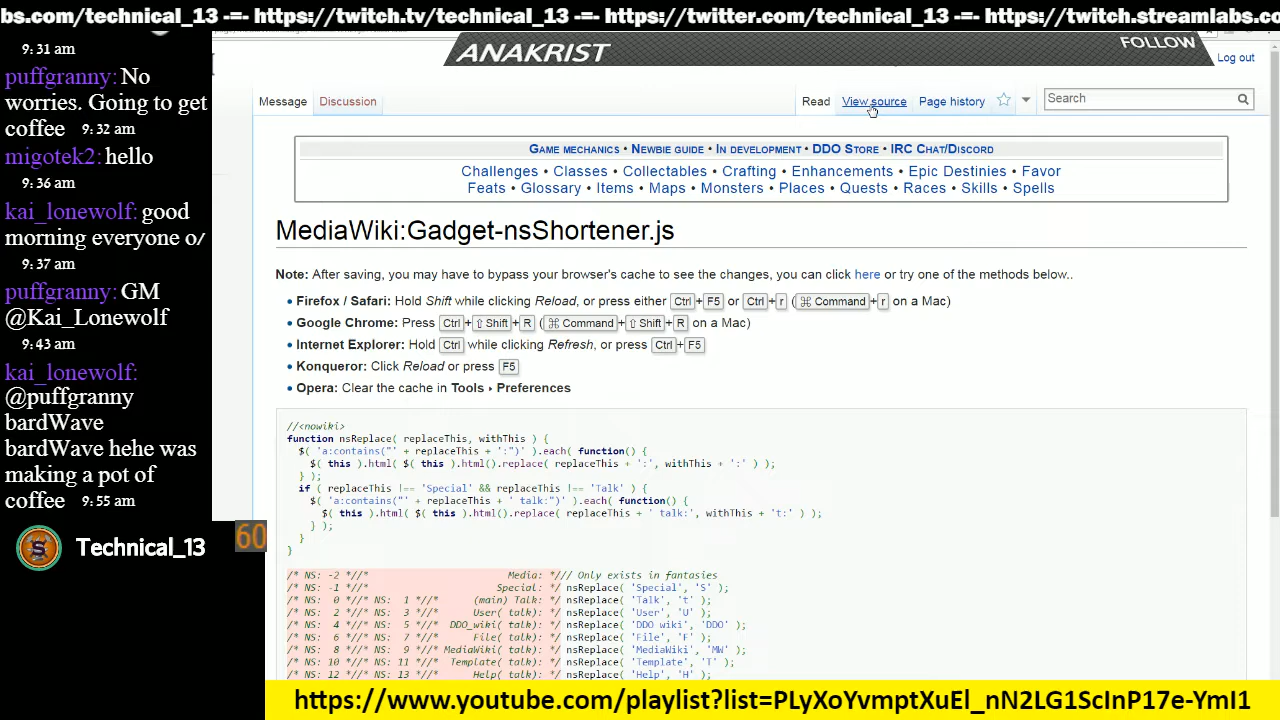 bs.com/technical_13 -=- https://twitch.tv/technical_13 -=- https://twitter.com/technical_13 -=- https://twitch.streamlabs.co
9:31 am
puffgranny: No
worries. Going to get
coffee 9:32 am
migotek2: hello
9:36 am
kai_lonewolf: good
morning everyone o/
9:37 am
puffgranny: GM
@Kai_Lonewolf
9:43 am
kai_lonewolf:
@puffgranny
bardWave
bardWave hehe was
making a pot of
coffee 9:55 am
Technical_13
60
ANAKRIST
FOLLOW
Log out
Message Discussion Read View source Page history Search
Game mechanics • Newbie guide • In development • DDO Store • IRC Chat/Discord
Challenges • Classes • Collectables • Crafting • Enhancements • Epic Destinies • Favor
Feats • Glossary • Items • Maps • Monsters • Places • Quests • Races • Skills • Spells
MediaWiki:Gadget-nsShortener.js
Note: After saving, you may have to bypass your browser's cache to see the changes, you can click here or try one of the methods below..
• Firefox / Safari: Hold Shift while clicking Reload, or press either Ctrl+F5 or Ctrl+r (⌘ Command+r on a Mac)
• Google Chrome: Press Ctrl+⇧ Shift+R (⌘ Command+⇧ Shift+R on a Mac)
• Internet Explorer: Hold Ctrl while clicking Refresh, or press Ctrl+F5
• Konqueror: Click Reload or press F5
• Opera: Clear the cache in Tools › Preferences
//<nowiki>
function nsReplace( replaceThis, withThis ) {
$( 'a:contains("' + replaceThis + ':")' ).each( function() {
$( this ).html( $( this ).html().replace( replaceThis + ':', withThis + ':' ) );
} );
if ( replaceThis !== 'Special' && replaceThis !== 'Talk' ) {
$( 'a:contains("' + replaceThis + ' talk:")' ).each( function() {
$( this ).html( $( this ).html().replace( replaceThis + ' talk:', withThis + 't:' ) );
} );
}
}
/* NS: -2 *//* Media: */// Only exists in fantasies
/* NS: -1 *//* Special: */ nsReplace( 'Special', 'S' );
/* NS: 0 *//* NS: 1 *//* (main) Talk: */ nsReplace( 'Talk', 't' );
/* NS: 2 *//* NS: 3 *//* User( talk): */ nsReplace( 'User', 'U' );
/* NS: 4 *//* NS: 5 *//* DDO_wiki( talk): */ nsReplace( 'DDO wiki', 'DDO' );
/* NS: 6 *//* NS: 7 *//* File( talk): */ nsReplace( 'File', 'F' );
/* NS: 8 *//* NS: 9 *//* MediaWiki( talk): */ nsReplace( 'MediaWiki', 'MW' );
/* NS: 10 *//* NS: 11 *//* Template( talk): */ nsReplace( 'Template', 'T' );
/* NS: 12 *//* NS: 13 *//* Help( talk): */ nsReplace( 'Help', 'H' );
https://www.youtube.com/playlist?list=PLyXoYvmptXuEl_nN2LG1ScInP17e-YmI1